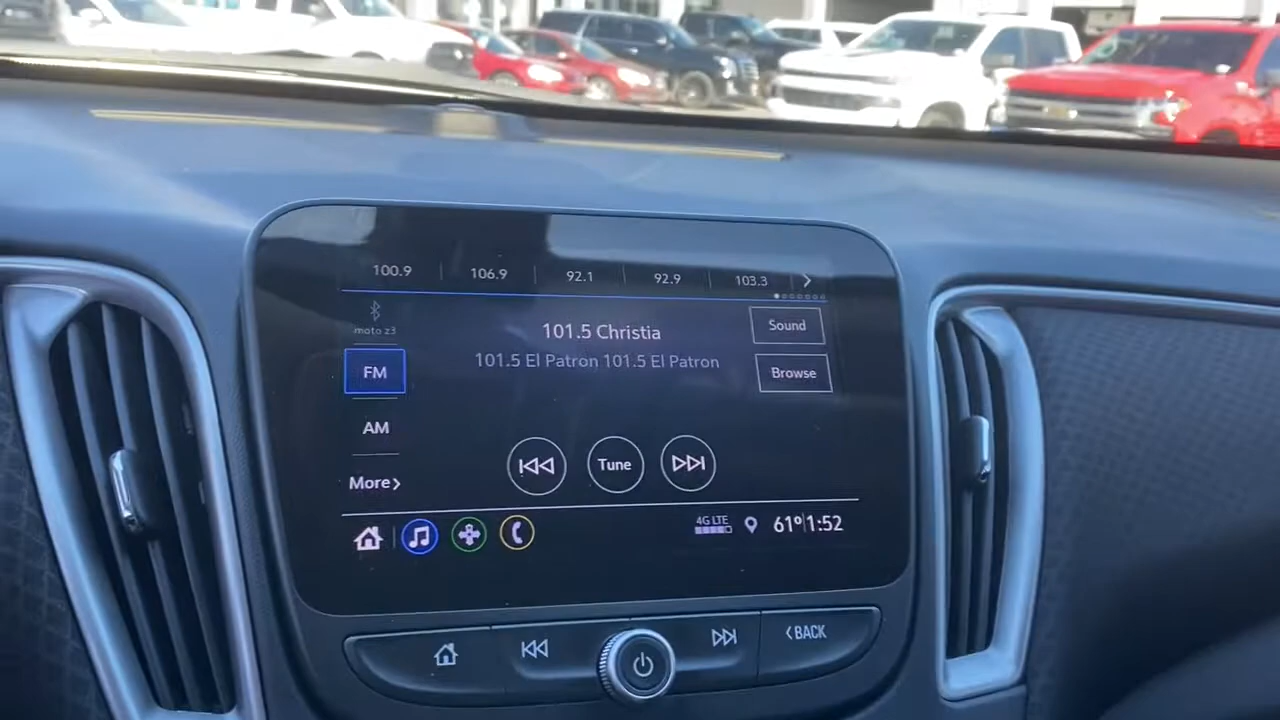 100.9 106.9 92.1 92.9 103.3
moto z3
101.5 Christia
Sound
101.5 El Patron 101.5 El Patron
FM
Browse
AM
More
Tune
4G LTE
61° 1:52
BACK